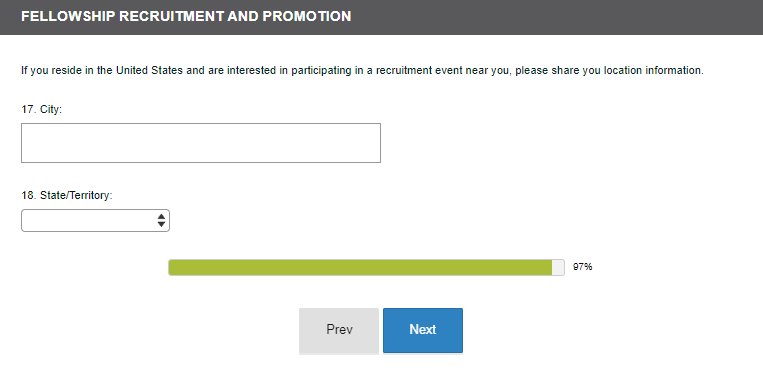 FELLOWSHIP RECRUITMENT AND PROMOTION
If you reside in the United States and are interested in participating in a recruitment event near you, please share you location information.
17. City:
18. State/Territory:
97%
Prev
Next